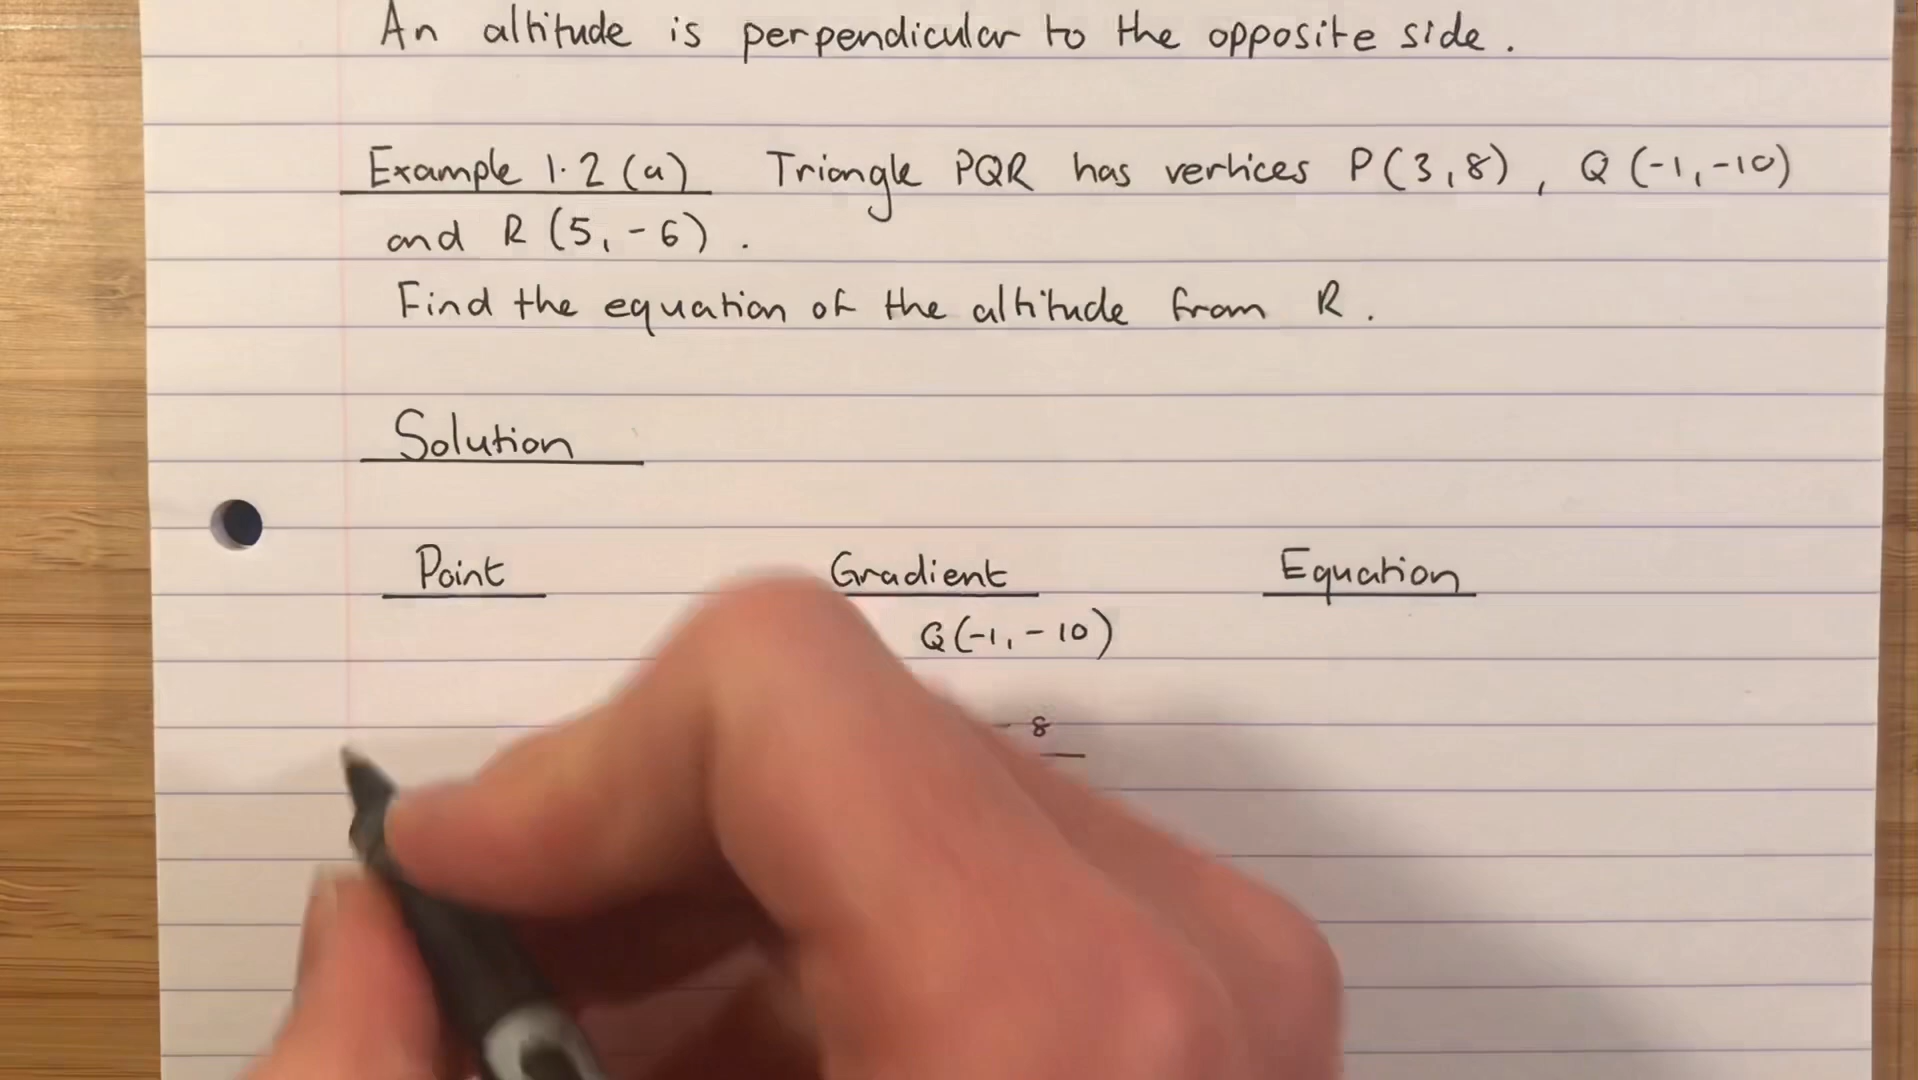 An altitude is perpendicular to the opposite side.
Example 1.2 (a) Triangle PQR has vertices P(3,8), Q(-1,-10)
and R(5,-6).
Find the equation of the altitude from R.
Solution
Point Gradient Equation
Q(-1,-10)
- 8